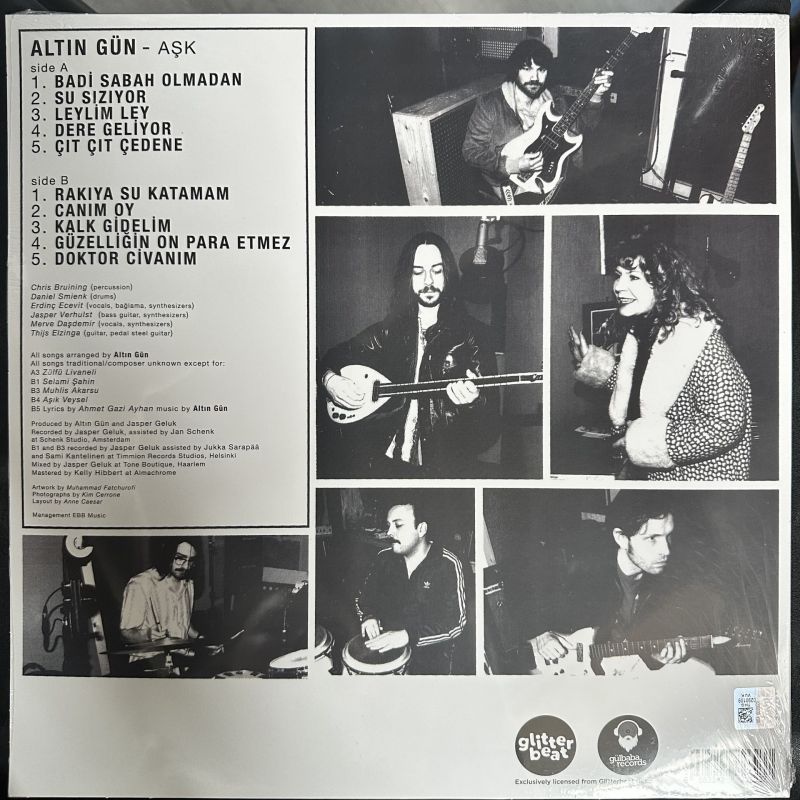 ALTIN GÜN - AŞK
side A
1. BADİ SABAH OLMADAN
2. SU SIZIYOR
3. LEYLIM LEY
4. DERE GELİYOR
5. ÇIT ÇIT ÇEDENE
side B
1. RAKIYA SU KATAMAM
2. CANIM OY
3. KALK GİDELİM
4. GÜZELLİĞİN ON PARA ETMEZ
5. DOKTOR CİVANIM
Chris Bruining (percussion)
Daniel Smienk (drums)
Erdinç Ecevit (vocals, bağlama, synthesizers)
Jasper Verhulst (bass guitar, synthesizers)
Merve Daşdemir (vocals, synthesizers)
Thijs Elzinga (guitar, pedal steel guitar)
All songs arranged by Altın Gün
All songs traditional/composer unknown except for:
A3 Zülfü Livaneli
B1 Selami Şahin
B3 Muhlis Akarsu
B4 Aşık Veysel
B5 Lyrics by Ahmet Gazi Ayhan music by Altın Gün
Produced by Altın Gün and Jasper Geluk
Recorded by Jasper Geluk, assisted by Jan Schenk
at Schenk Studio, Amsterdam
B1 and B3 recorded by Jasper Geluk assisted by Jukka Sarapää
and Sami Kantelinen at Timmion Records Studios, Helsinki
Mixed by Jasper Geluk at Tone Boutique, Haarlem
Mastered by Kelly Hibbert at Almachrome
Artwork by Muhammad Fatchurofi
Photographs by Kim Cerrone
Layout by Anne Caesar
Management EBB Music
glitter
beat
gülbaba
records
Exclusively licensed from